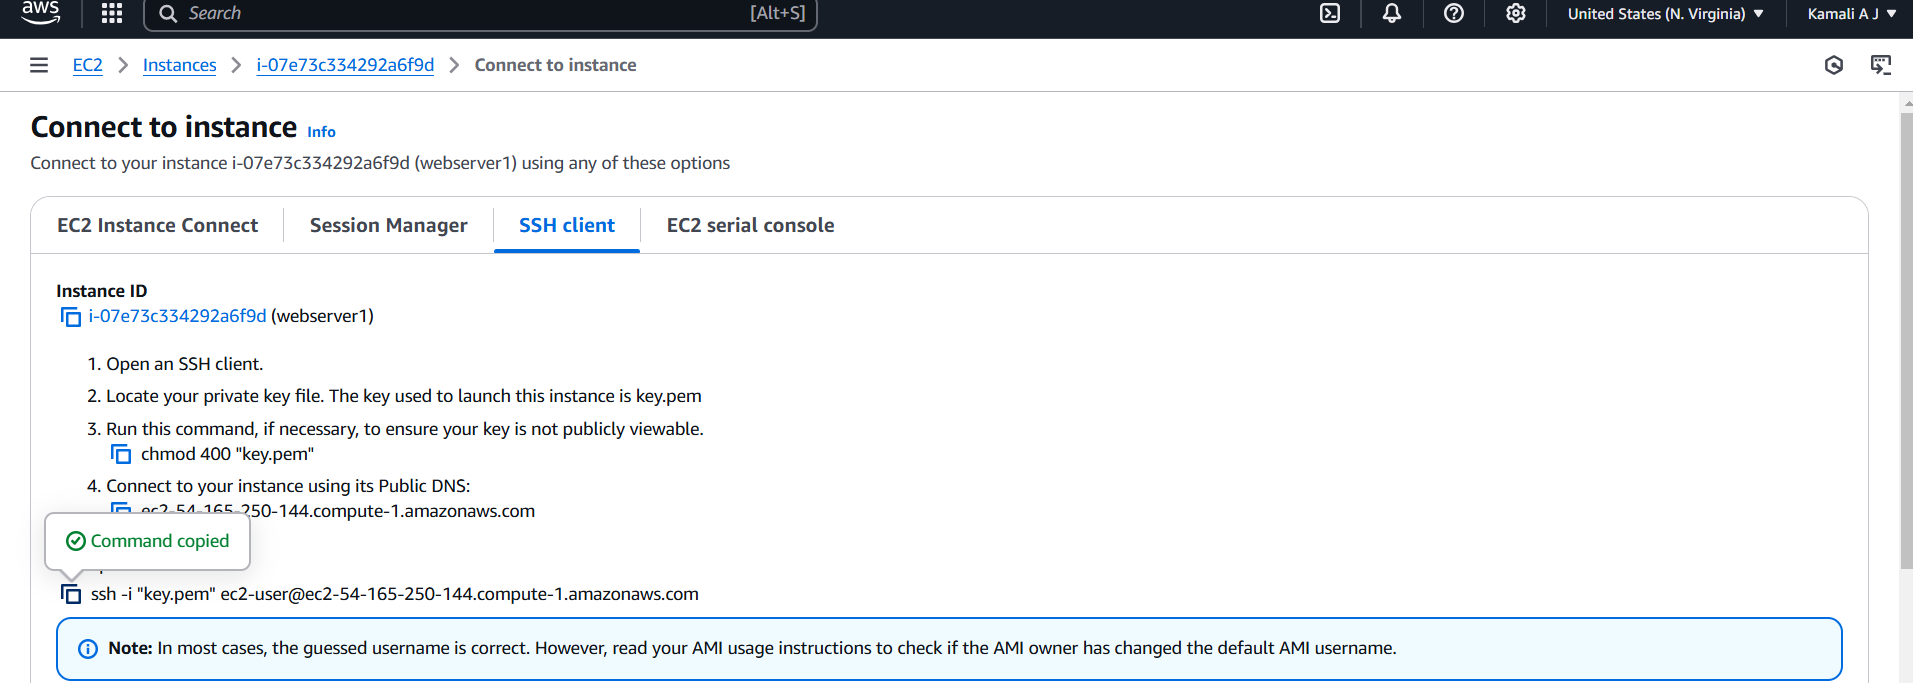 aws
Search [Alt+S] United States (N. Virginia) Kamali A J
EC2 Instances i-07e73c334292a6f9d Connect to instance
Connect to instance Info
Connect to your instance i-07e73c334292a6f9d (webserver1) using any of these options
EC2 Instance Connect Session Manager SSH client EC2 serial console
Instance ID
i-07e73c334292a6f9d (webserver1)
1. Open an SSH client.
2. Locate your private key file. The key used to launch this instance is key.pem
3. Run this command, if necessary, to ensure your key is not publicly viewable.
chmod 400 "key.pem"
4. Connect to your instance using its Public DNS:
ec2-54-165-250-144.compute-1.amazonaws.com
Command copied
ssh -i "key.pem" ec2-user@ec2-54-165-250-144.compute-1.amazonaws.com
Note: In most cases, the guessed username is correct. However, read your AMI usage instructions to check if the AMI owner has changed the default AMI username.